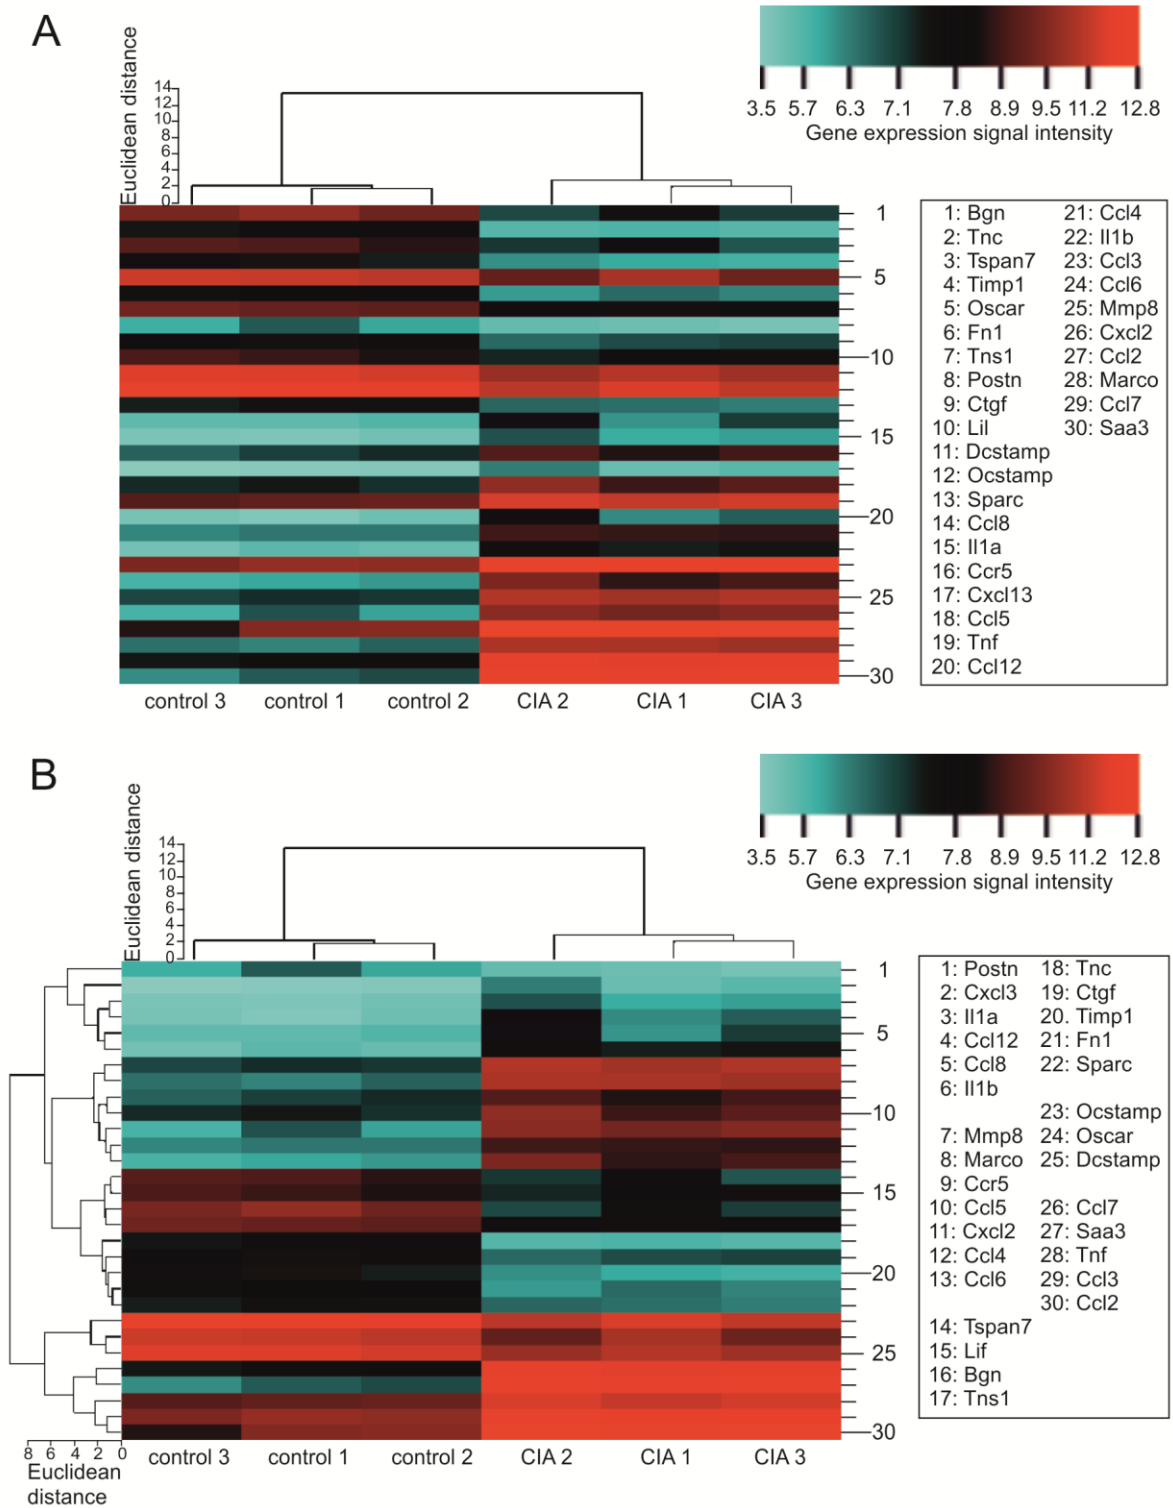 A
Euclidean distance
14
12
10
8
6
4
2
0
3.5 5.7 6.3 7.1 7.8 8.9 9.5 11.2 12.8
Gene expression signal intensity
1
5
10
15
20
25
30
control 3 control 1 control 2 CIA 2 CIA 1 CIA 3
1: Bgn 21: Ccl4
2: Tnc 22: Il1b
3: Tspan7 23: Ccl3
4: Timp1 24: Ccl6
5: Oscar 25: Mmp8
6: Fn1 26: Cxcl2
7: Tns1 27: Ccl2
8: Postn 28: Marco
9: Ctgf 29: Ccl7
10: Lil 30: Saa3
11: Dcstamp
12: Ocstamp
13: Sparc
14: Ccl8
15: Il1a
16: Ccr5
17: Cxcl13
18: Ccl5
19: Tnf
20: Ccl12
B
Euclidean distance
14
12
10
8
6
4
2
0
3.5 5.7 6.3 7.1 7.8 8.9 9.5 11.2 12.8
Gene expression signal intensity
1
5
10
15
20
25
30
control 3 control 1 control 2 CIA 2 CIA 1 CIA 3
8 6 4 2 0
Euclidean
distance
1: Postn 18: Tnc
2: Cxcl3 19: Ctgf
3: Il1a 20. Timp1
4: Ccl12 21: Fn1
5: Ccl8 22: Sparc
6: Il1b
23: Ocstamp
7: Mmp8 24: Oscar
8: Marco 25: Dcstamp
9: Ccr5
10: Ccl5 26: Ccl7
11: Cxcl2 27: Saa3
12: Ccl4 28: Tnf
13: Ccl6 29: Ccl3
30: Ccl2
14: Tspan7
15: Lif
16: Bgn
17: Tns1